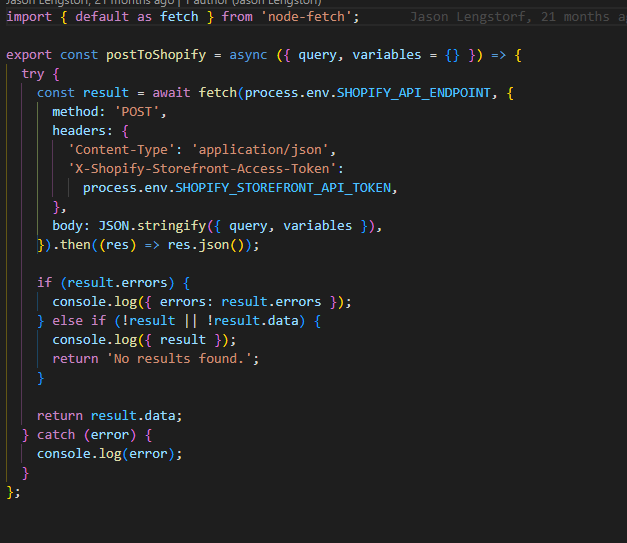 Jason Lengstorf, 21 months ago | 1 author (Jason Lengstorf)
import { default as fetch } from 'node-fetch';    Jason Lengstorf, 21 months a
export const postToShopify = async ({ query, variables = {} }) => {
  try {
    const result = await fetch(process.env.SHOPIFY_API_ENDPOINT, {
      method: 'POST',
      headers: {
        'Content-Type': 'application/json',
        'X-Shopify-Storefront-Access-Token':
          process.env.SHOPIFY_STOREFRONT_API_TOKEN,
      },
      body: JSON.stringify({ query, variables }),
    }).then((res) => res.json());
    if (result.errors) {
      console.log({ errors: result.errors });
    } else if (!result || !result.data) {
      console.log({ result });
      return 'No results found.';
    }
    return result.data;
  } catch (error) {
    console.log(error);
  }
};